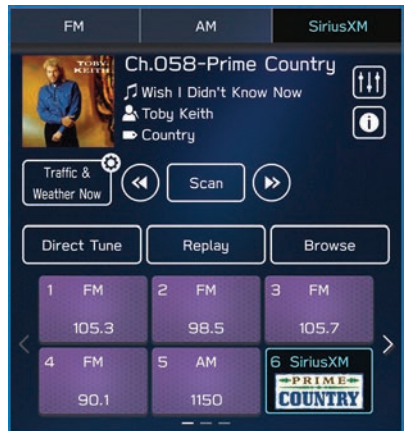 FM AM SiriusXM
TOBY KEITH
Ch.058-Prime Country
Wish I Didn't Know Now
Toby Keith
Country
Traffic &
Weather Now
Scan
Direct Tune Replay Browse
1 FM
105.3
2 FM
98.5
3 FM
105.7
4 FM
90.1
5 AM
1150
6 SiriusXM
PRIME
COUNTRY